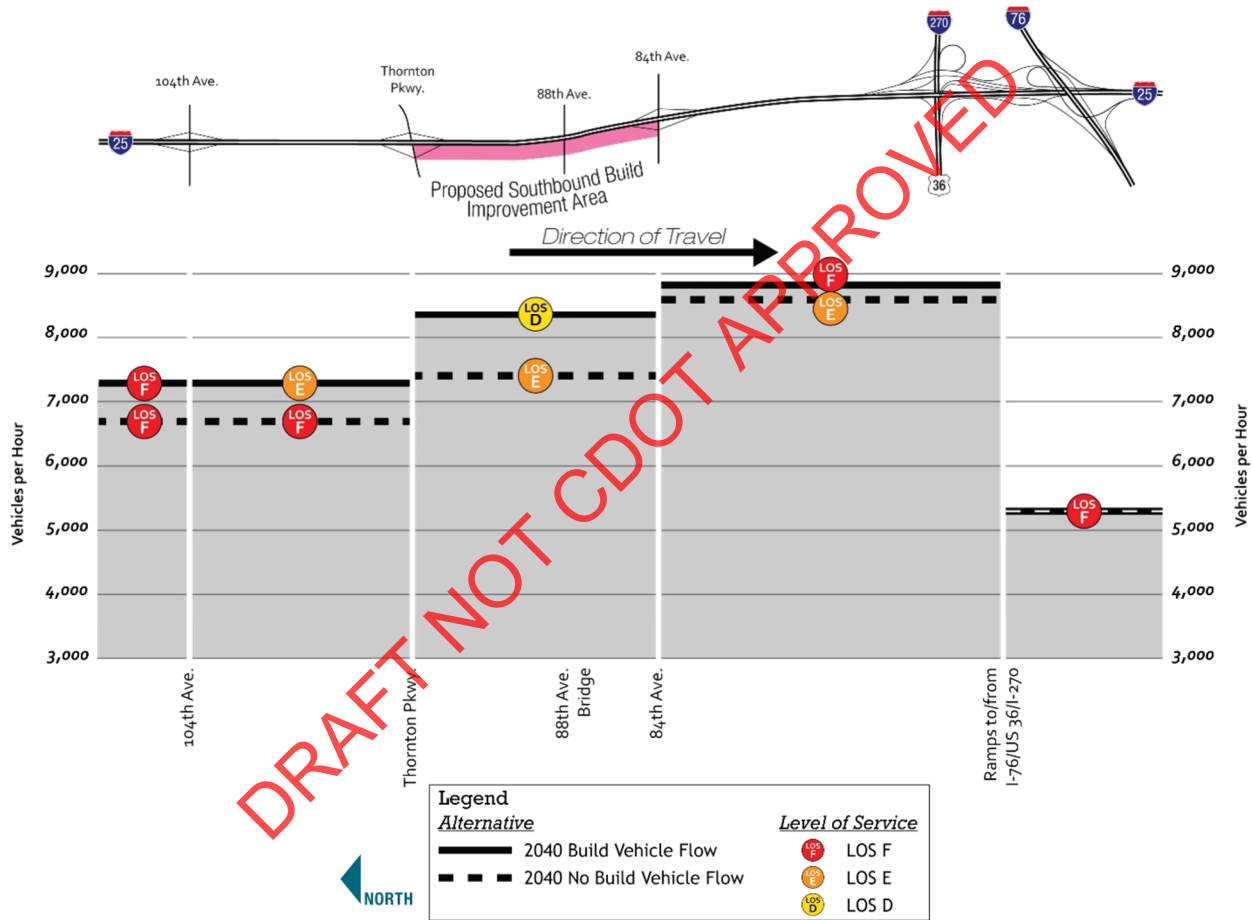 270
76
84th Ave.
104th Ave.
Thornton
Pkwy.
88th Ave.
25
25
36
Proposed Southbound Build
Improvement Area
Direction of Travel
9,000
9,000
8,000
8,000
7,000
7,000
6,000
6,000
5,000
5,000
4,000
4,000
3,000
3,000
Vehicles per Hour
Vehicles per Hour
LOS
F
LOS
F
LOS
E
LOS
F
LOS
D
LOS
E
LOS
F
LOS
E
LOS
F
104th Ave.
Thornton Pkwy.
88th Ave.
Bridge
84th Ave.
Ramps to/from
I-76/US 36/I-270
DRAFT NOT CDOT APPROVED
NORTH
Legend
Alternative
2040 Build Vehicle Flow
2040 No Build Vehicle Flow
Level of Service
LOS
F
LOS F
LOS
E
LOS E
LOS
D
LOS D